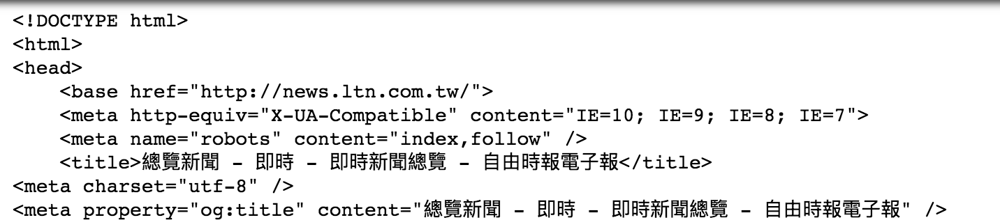 <!DOCTYPE html>
<html>
<head>
    <base href="http://news.ltn.com.tw/">
    <meta http-equiv="X-UA-Compatible" content="IE=10; IE=9; IE=8; IE=7">
    <meta name="robots" content="index,follow" />
    <title>總覽新聞 - 即時 - 即時新聞總覽 - 自由時報電子報</title>
<meta charset="utf-8" />
<meta property="og:title" content="總覽新聞 - 即時 - 即時新聞總覽 - 自由時報電子報" />